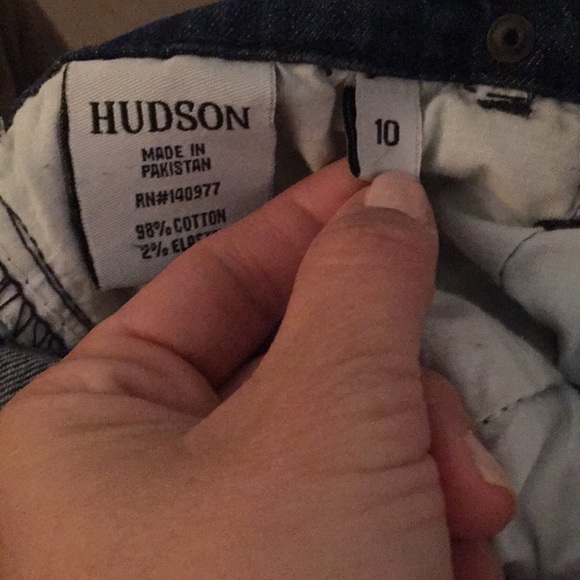 HUDSON
MADE IN
PAKISTAN
RN#140977
98% COTTON
2%
10